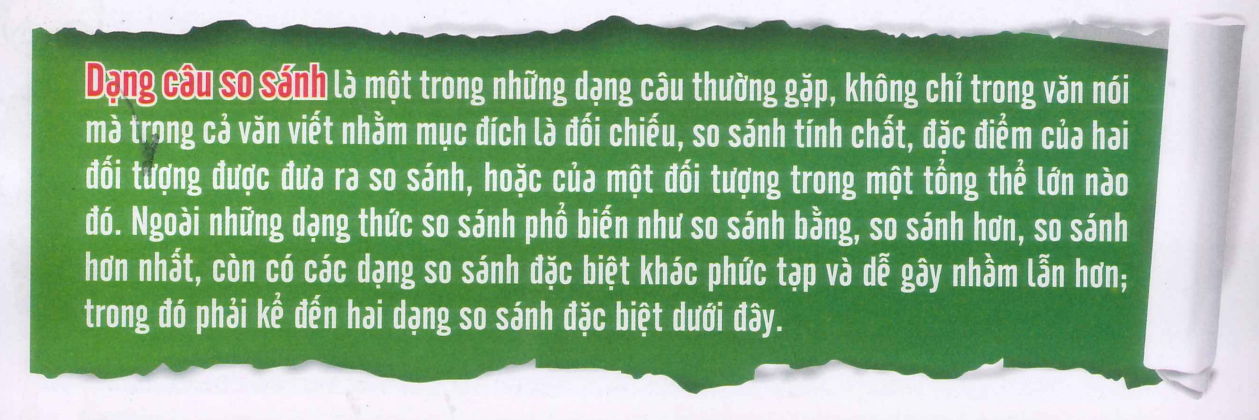 Dạng câu so sánh là một trong những dạng câu thường gặp, không chỉ trong văn nói
mà trong cả văn viết nhằm mục đích là đối chiếu, so sánh tính chất, đặc điểm của hai
đối tượng được đưa ra so sánh, hoặc của một đối tượng trong một tổng thể lớn nào
đó. Ngoài những dạng thức so sánh phổ biến như so sánh bằng, so sánh hơn, so sánh
hơn nhất, còn có các dạng so sánh đặc biệt khác phức tạp và dễ gây nhầm lẫn hơn;
trong đó phải kể đến hai dạng so sánh đặc biệt dưới đây.